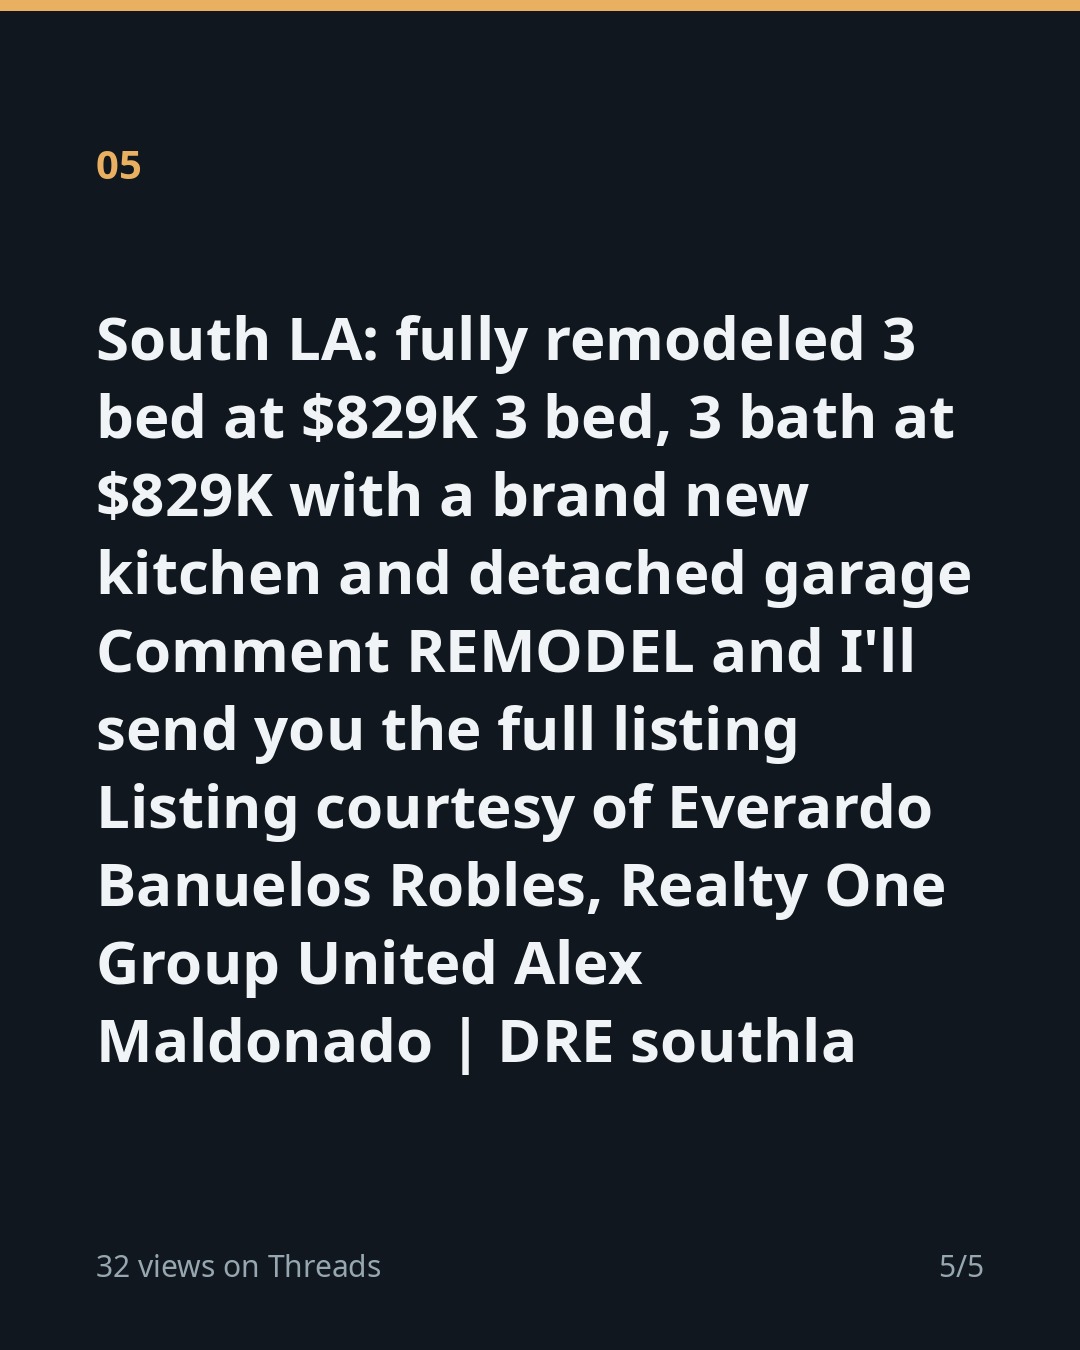 05
South LA: fully remodeled 3
bed at $829K 3 bed, 3 bath at
$829K with a brand new
kitchen and detached garage
Comment REMODEL and I'll
send you the full listing
Listing courtesy of Everardo
Banuelos Robles, Realty One
Group United Alex
Maldonado | DRE southla
32 views on Threads
5/5